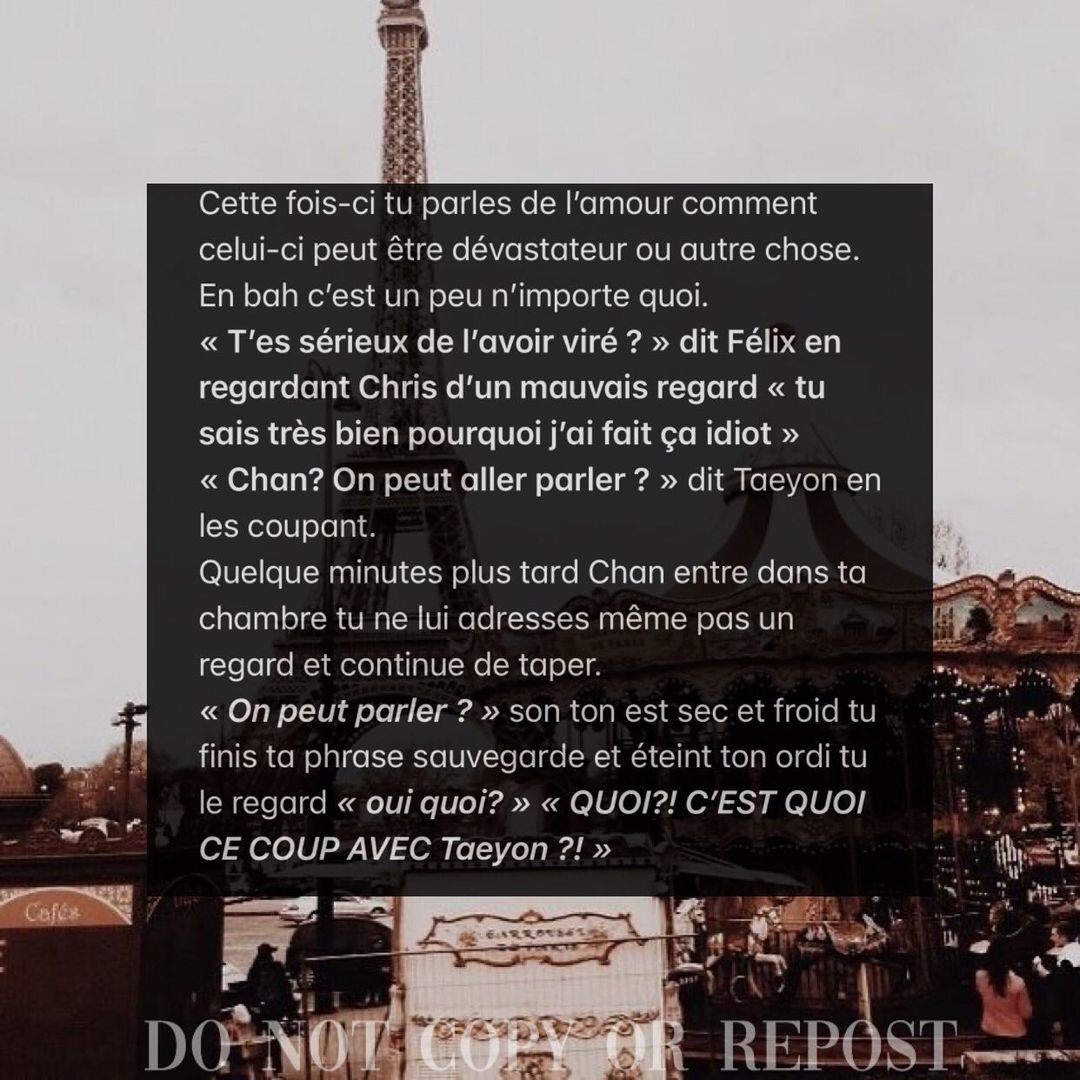 Cette fois-ci tu parles de l’amour comment
celui-ci peut être dévastateur ou autre chose.
En bah c’est un peu n’importe quoi.
« T’es sérieux de l’avoir viré ? » dit Félix en
regardant Chris d’un mauvais regard « tu
sais très bien pourquoi j’ai fait ça idiot »
« Chan? On peut aller parler ? » dit Taeyon en
les coupant.
Quelque minutes plus tard Chan entre dans ta
chambre tu ne lui adresses même pas un
regard et continue de taper.
« On peut parler ? » son ton est sec et froid tu
finis ta phrase sauvegarde et éteint ton ordi tu
le regard « oui quoi? » « QUOI?! C’EST QUOI
CE COUP AVEC Taeyon ?! »
Cafés
CARROUSEL
DE PARIS
DO NOT COPY OR REPOST